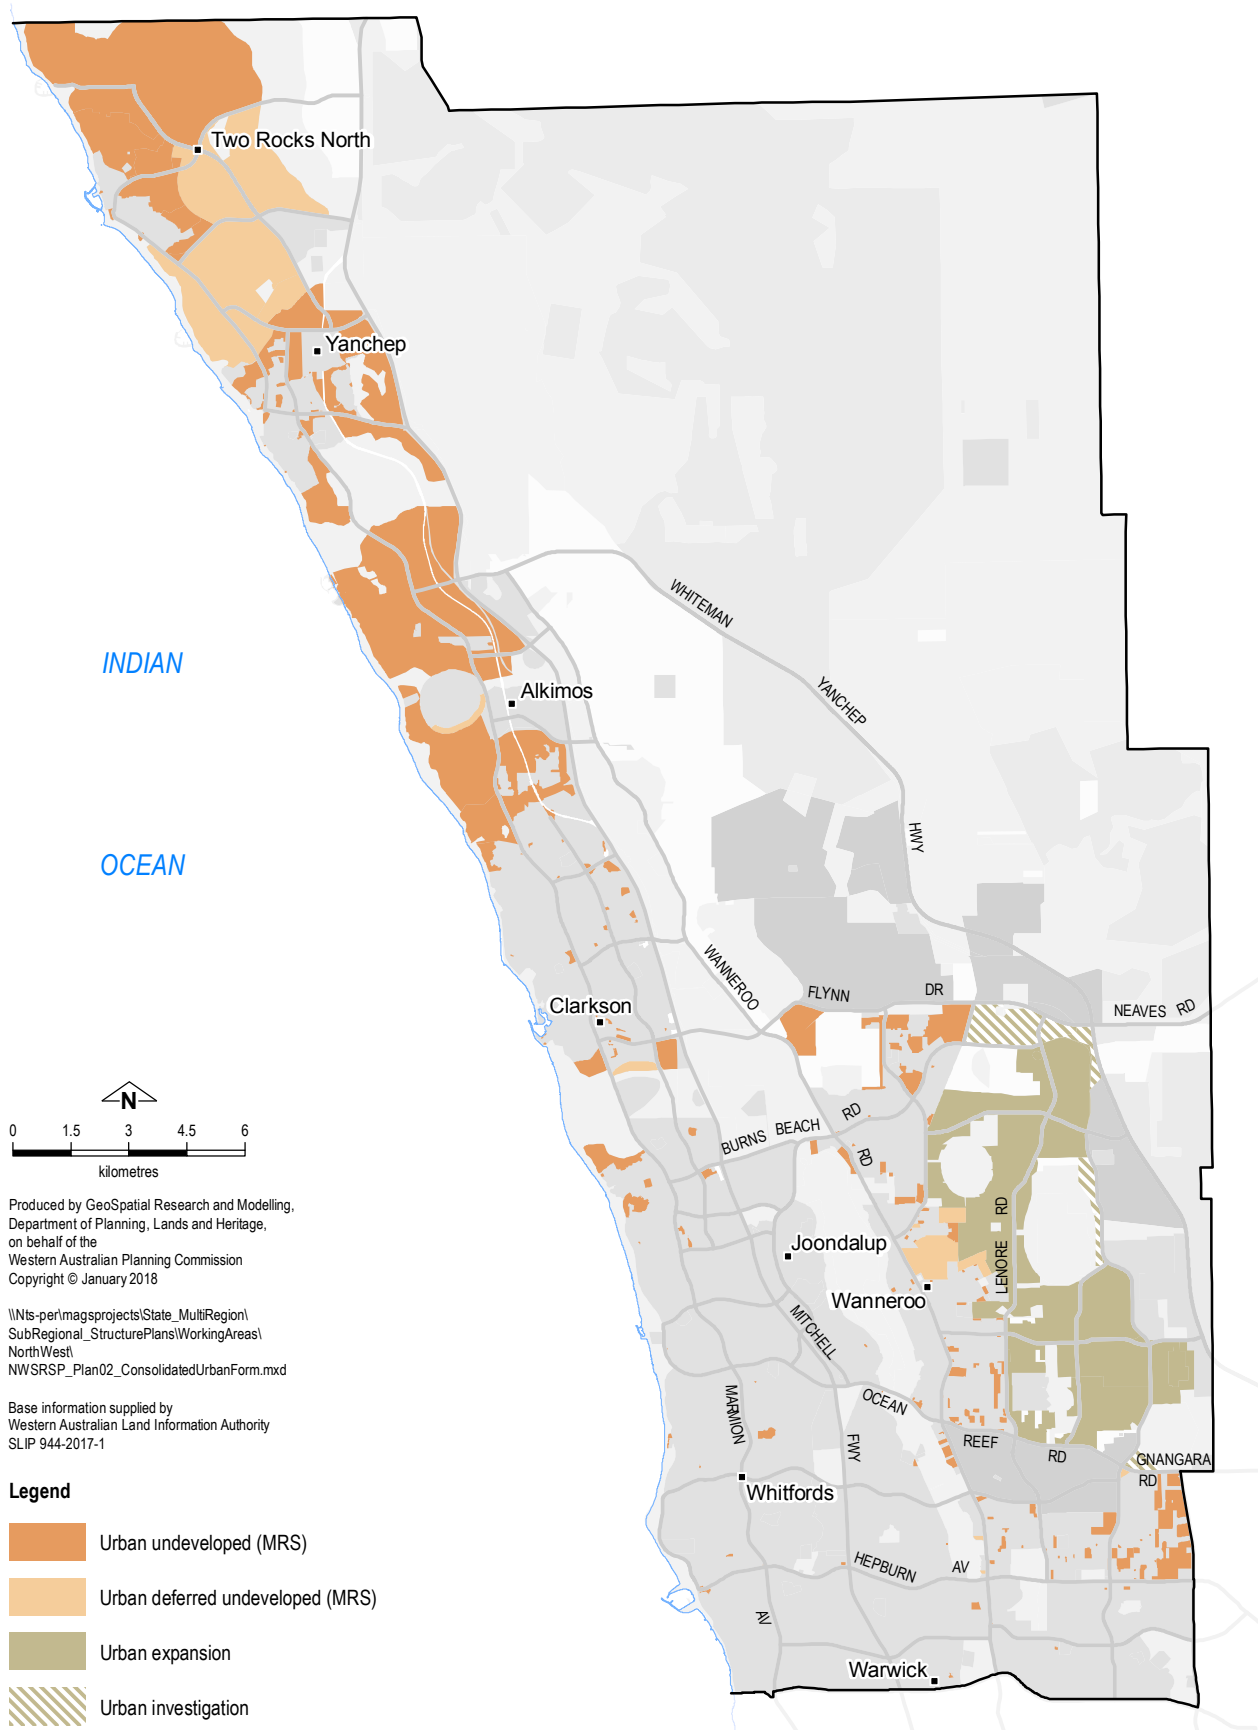 Two Rocks North
Yanchep
WHITEMAN
INDIAN
YANCHEP
Alkimos
HWY
OCEAN
WANNEROO
FLYNN
DR
NEAVES RD
Clarkson
N
0 1.5 3 4.5 6
kilometres
BURNS BEACH RD
RD
Produced by GeoSpatial Research and Modelling,
Department of Planning, Lands and Heritage,
on behalf of the
Western Australian Planning Commission
Copyright © January 2018
LENORE RD
Joondalup
Wanneroo
\\Nts-per\magsprojects\State_MultiRegion\
SubRegional_StructurePlans\WorkingAreas\
NorthWest\
NWSRSP_Plan02_ConsolidatedUrbanForm.mxd
MITCHELL
FWY
MARMION
AV
OCEAN
REEF
RD
GNANGARA
RD
Base information supplied by
Western Australian Land Information Authority
SLIP 944-2017-1
Whitfords
HEPBURN
AV
Warwick
Legend
Urban undeveloped (MRS)
Urban deferred undeveloped (MRS)
Urban expansion
Urban investigation